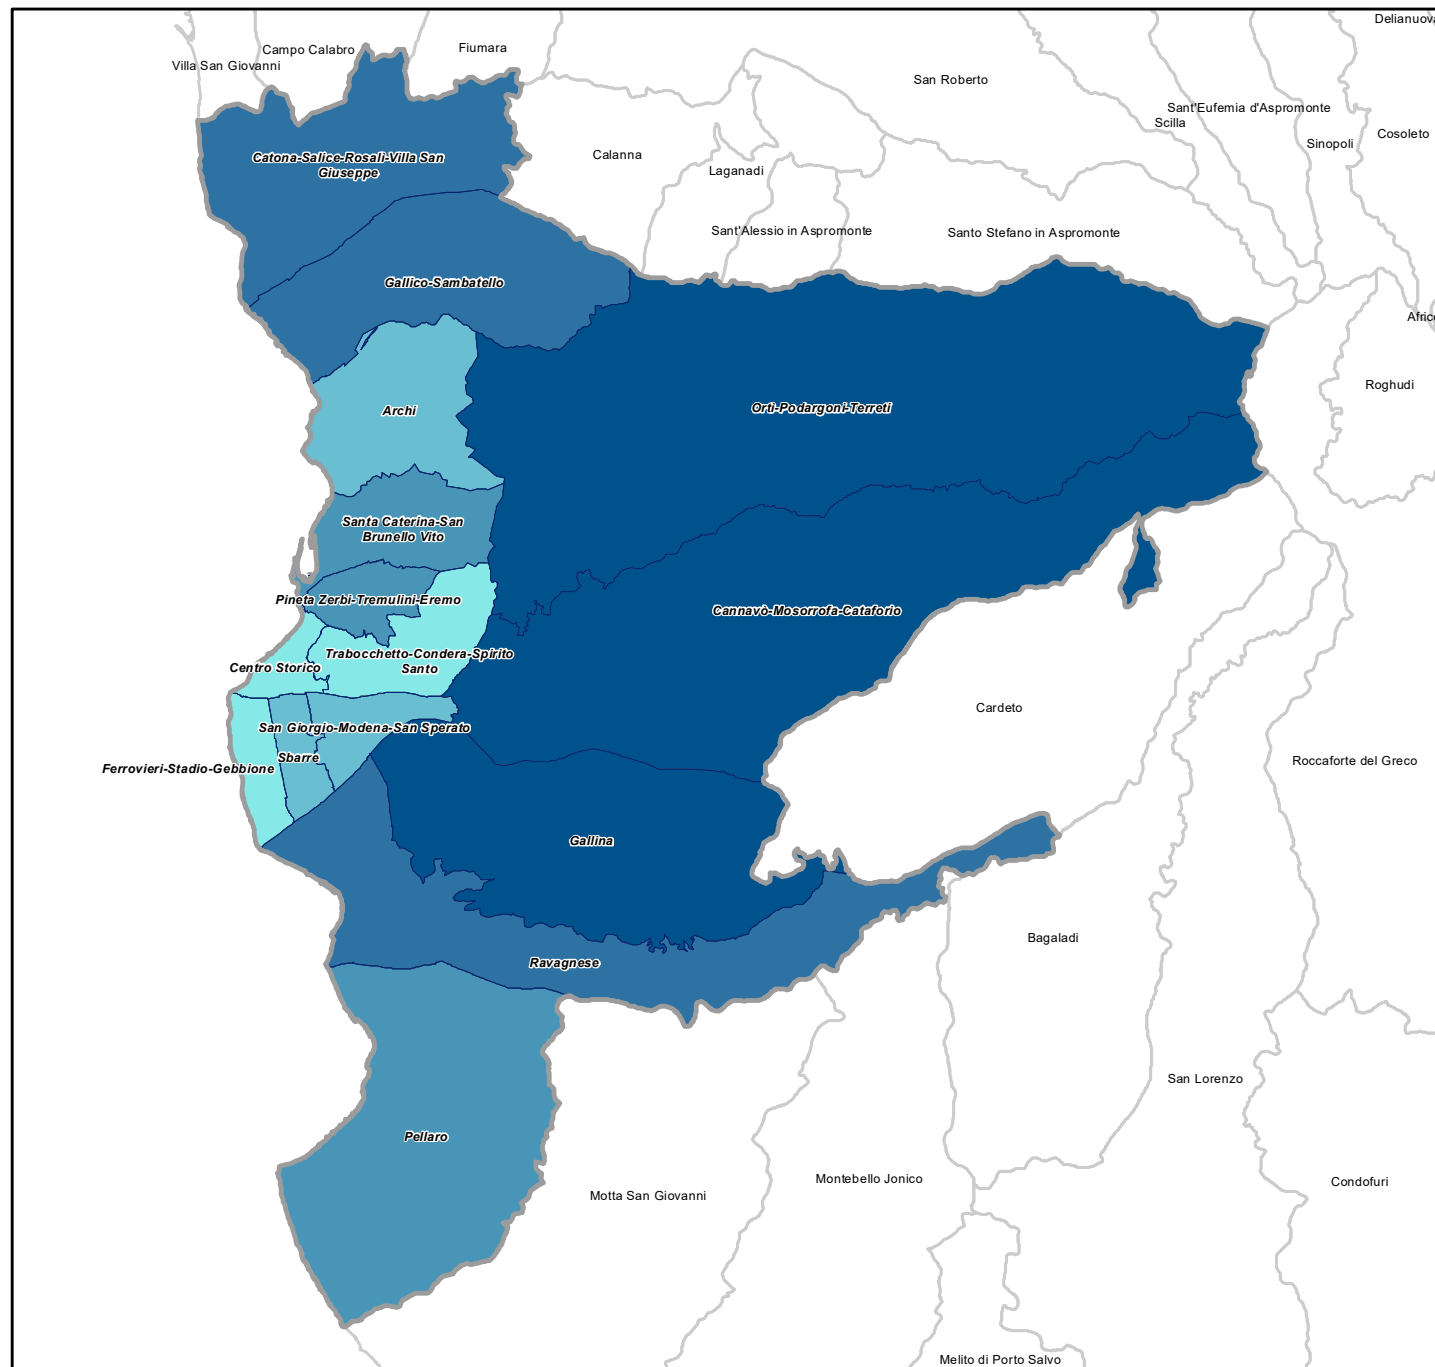 Delianuova
Campo Calabro
Fiumara
Villa San Giovanni
San Roberto
Sant'Eufemia d'Aspromonte
Scilla
Cosoleto
Sinopoli
Catona-Salice-Rosali-Villa San
Giuseppe
Calanna
Laganadi
Sant'Alessio in Aspromonte
Santo Stefano in Aspromonte
Gallico-Sambatello
Africo
Roghudi
Archi
Orti-Podargoni-Terreti
Santa Caterina-San
Brunello Vito
Pineta Zerbi-Tremulini-Eremo
Cannavò-Mosorrofa-Cataforio
Trabocchetto-Condera-Spirito
Santo
Centro Storico
Cardeto
San Giorgio-Modena-San Sperato
Sbarre
Ferrovieri-Stadio-Gebbione
Roccaforte del Greco
Gallina
Bagaladi
Ravagnese
San Lorenzo
Pellaro
Motta San Giovanni
Montebello Jonico
Condofuri
Melito di Porto Salvo